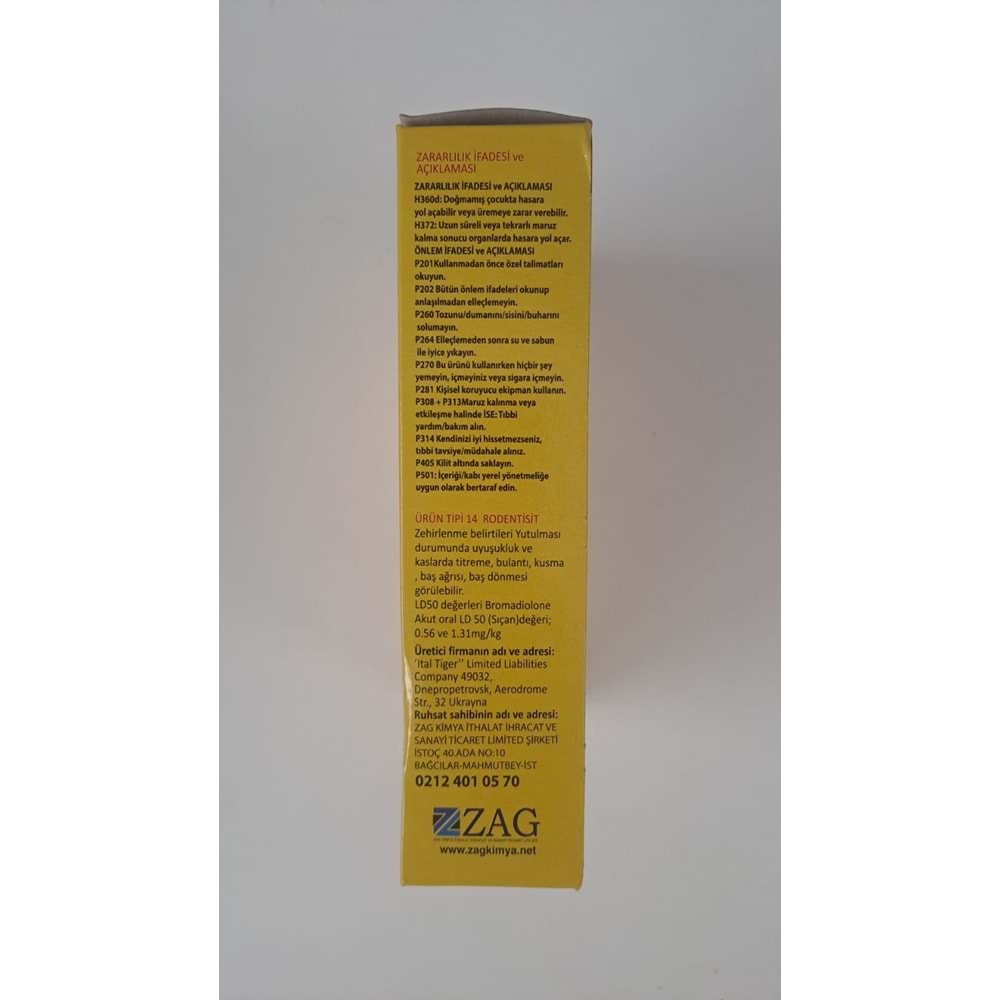 ZARARLILIK İFADESİ ve
AÇIKLAMASI
ZARARLILIK İFADESİ ve AÇIKLAMASI
H360d: Doğmamış çocukta hasara
yol açabilir veya üremeye zarar verebilir.
H372: Uzun süreli veya tekrarlı maruz
kalma sonucu organlarda hasara yol açar.
ÖNLEM İFADESİ ve AÇIKLAMASI
P201Kullanmadan önce özel talimatları
okuyun.
P202 Bütün önlem ifadeleri okunup
anlaşılmadan elleçlemeyin.
P260 Tozunu/dumanını/sisini/buharını
solumayın.
P264 Elleçlemeden sonra su ve sabun
ile iyice yıkayın.
P270 Bu ürünü kullanırken hiçbir şey
yemeyin, içmeyiniz veya sigara içmeyin.
P281 Kişisel koruyucu ekipman kullanın.
P308 + P313Maruz kalınma veya
etkileşme halinde İSE: Tıbbi
yardım/bakım alın.
P314 Kendinizi iyi hissetmezseniz,
tıbbi tavsiye/müdahale alınız.
P405 Kilit altında saklayın.
P501: İçeriği/kabı yerel yönetmeliğe
uygun olarak bertaraf edin.
ÜRÜN TİPİ 14 RODENTİSİT
Zehirlenme belirtileri Yutulması
durumunda uyuşukluk ve
kaslarda titreme, bulantı, kusma
, baş ağrısı, baş dönmesi
görülebilir.
LD50 değerleri Bromadiolone
Akut oral LD 50 (Sıçan)değeri;
0.56 ve 1.31mg/kg
Üretici firmanın adı ve adresi:
'Ital Tiger'' Limited Liabilities
Company 49032,
Dnepropetrovsk, Aerodrome
Str., 32 Ukrayna
Ruhsat sahibinin adı ve adresi:
ZAG KİMYA İTHALAT İHRACAT VE
SANAYİ TİCARET LİMİTED ŞİRKETİ
İSTOÇ 40.ADA NO:10
BAĞCILAR-MAHMUTBEY-İST
0212 401 05 70
ZAG
www.zagkimya.net